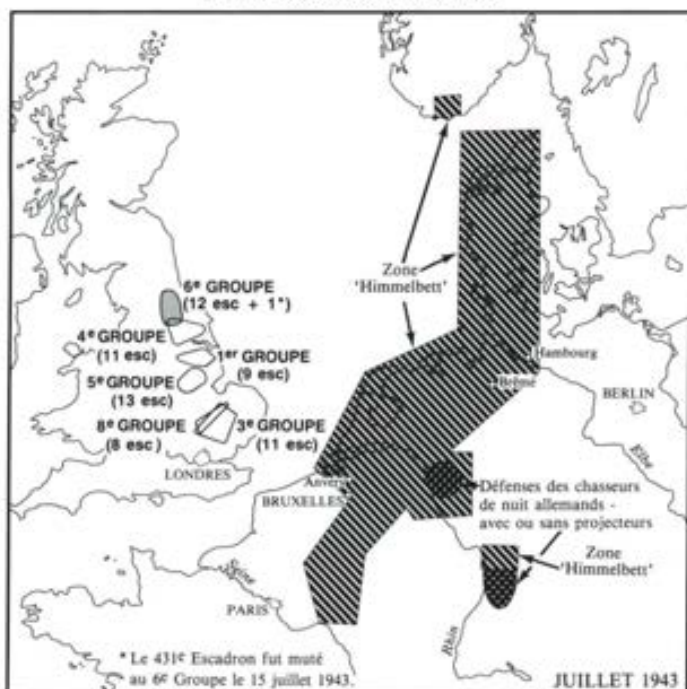 Zone
'Himmelbett'
6e GROUPE
(12 esc + 1*)
4e GROUPE
(11 esc)
1er GROUPE
(9 esc)
5e GROUPE
(13 esc)
8e GROUPE
(8 esc)
3e GROUPE
(11 esc)
Hambourg
Brême
BERLIN
Elbe
LONDRES
Anvers
BRUXELLES
Défenses des chasseurs
de nuit allemands -
avec ou sans projecteurs
Zone
'Himmelbett'
Seine
PARIS
Rhin
* Le 431e Escadron fut muté
au 6e Groupe le 15 juillet 1943.
JUILLET 1943